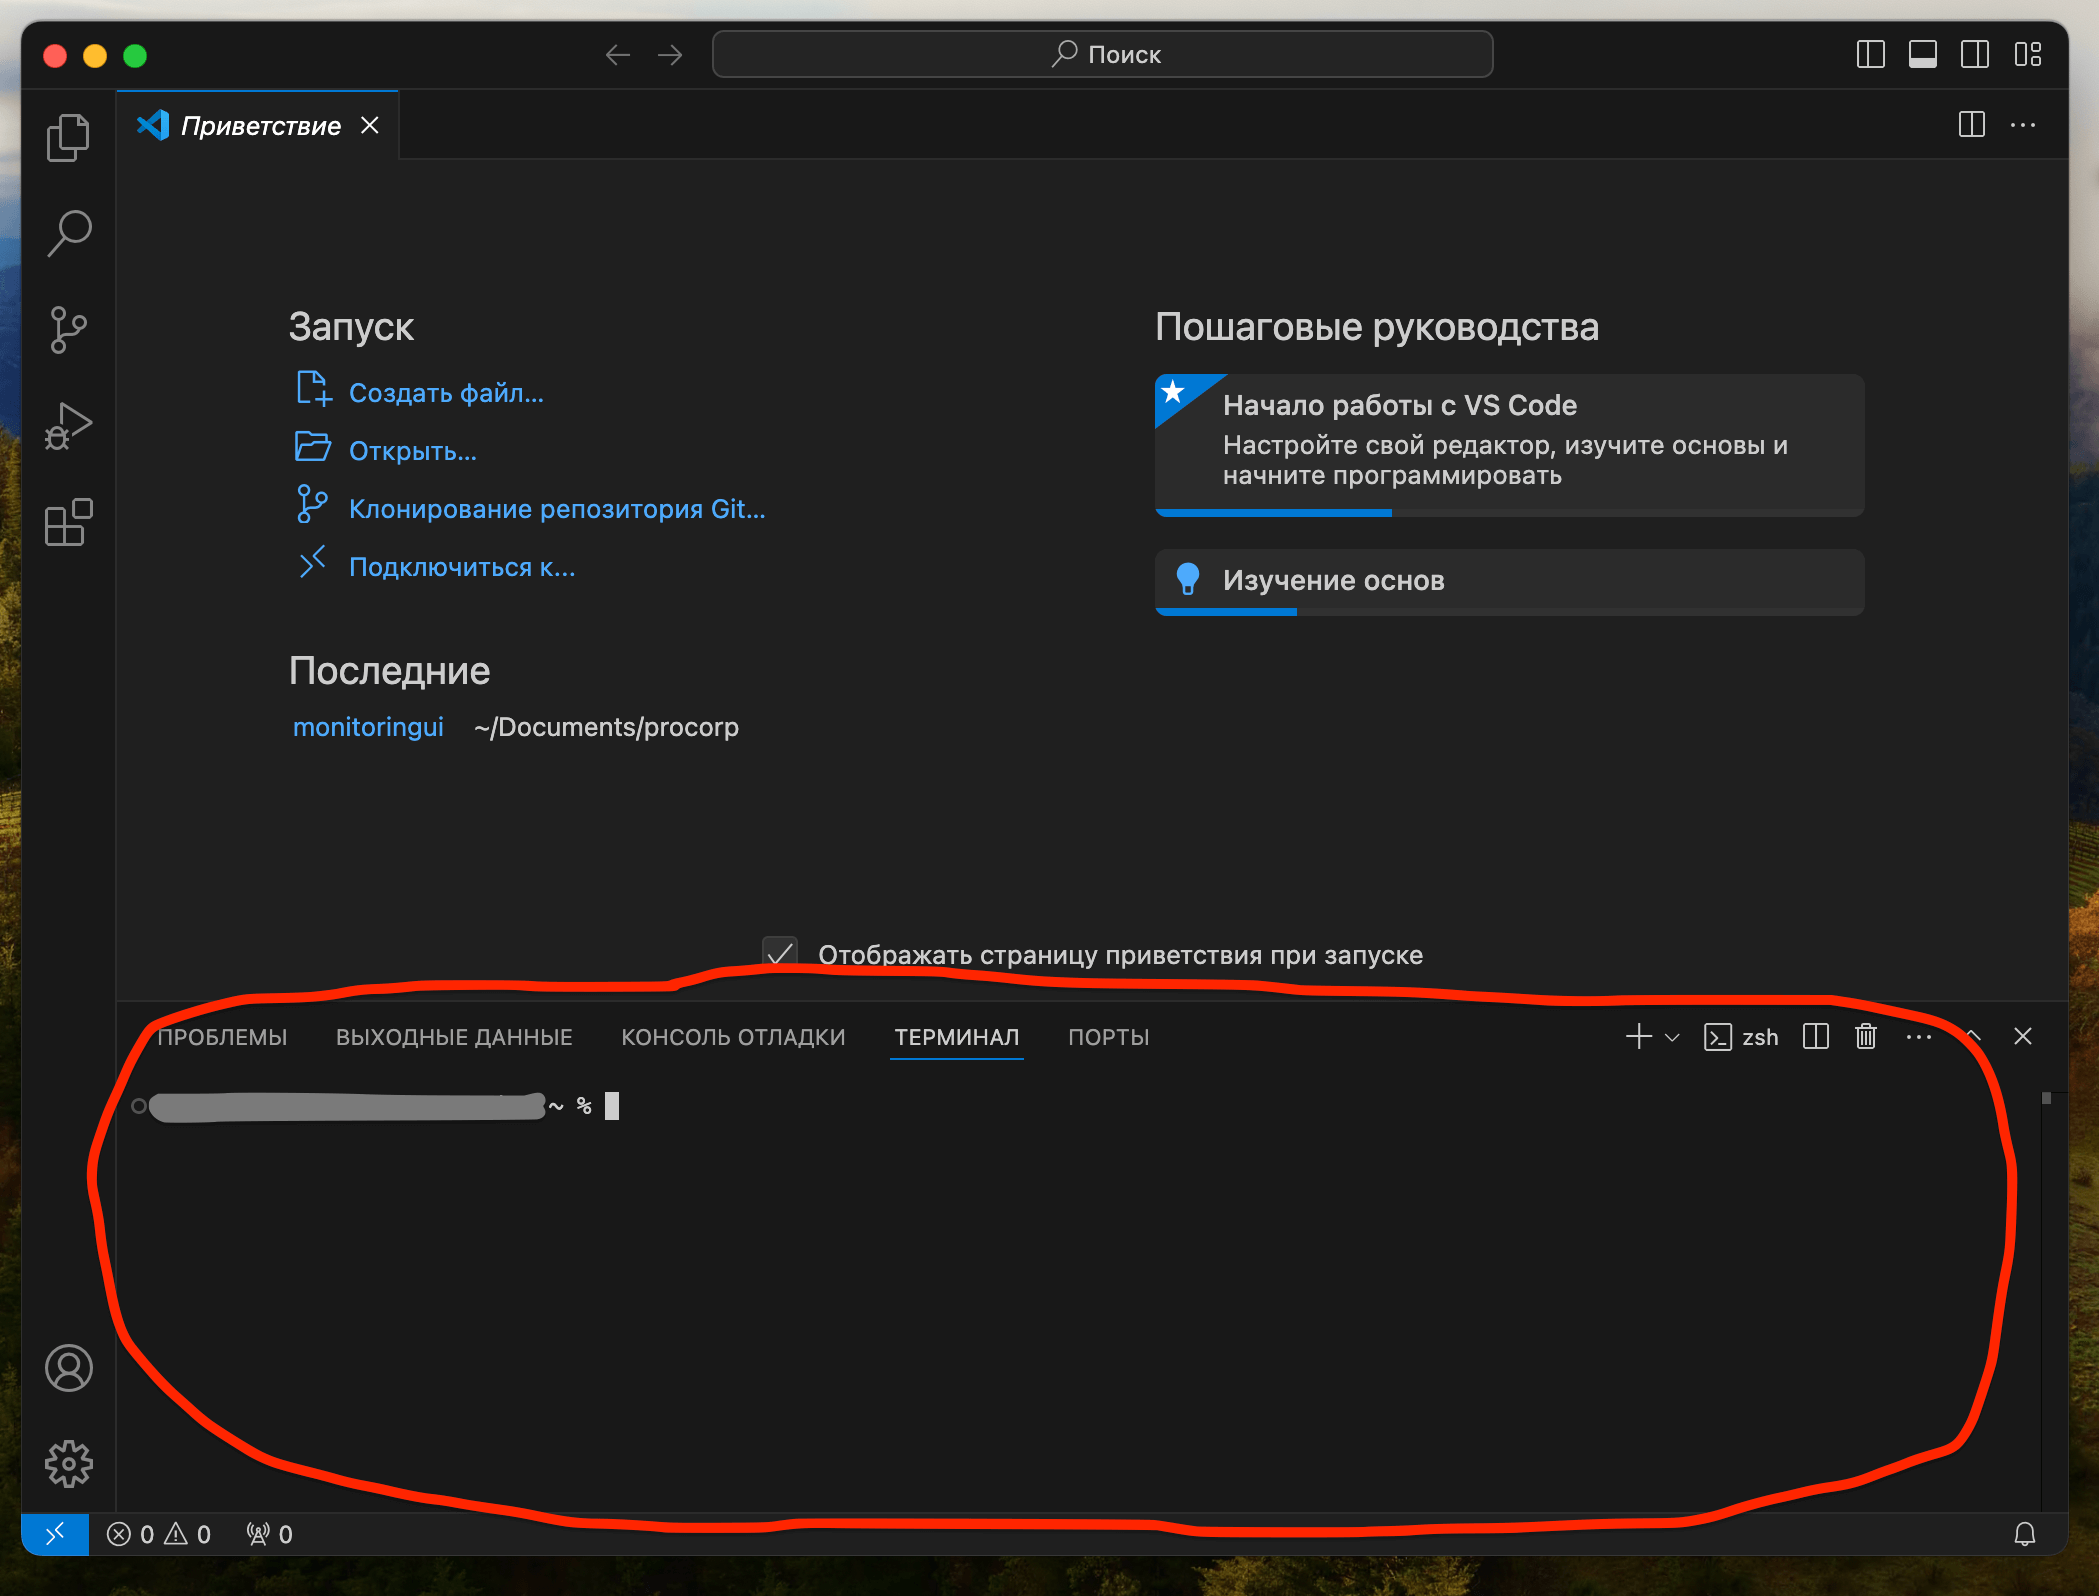 Поиск
Приветствие
Запуск
Создать файл...
Открыть...
Клонирование репозитория Git...
Подключиться к...
Последние
monitoringui ~/Documents/procorp
Пошаговые руководства
Начало работы с VS Code
Настройте свой редактор, изучите основы и
начните программировать
Изучение основ
Отображать страницу приветствия при запуске
ПРОБЛЕМЫ ВЫХОДНЫЕ ДАННЫЕ КОНСОЛЬ ОТЛАДКИ ТЕРМИНАЛ ПОРТЫ zsh
~ %
0 0 0